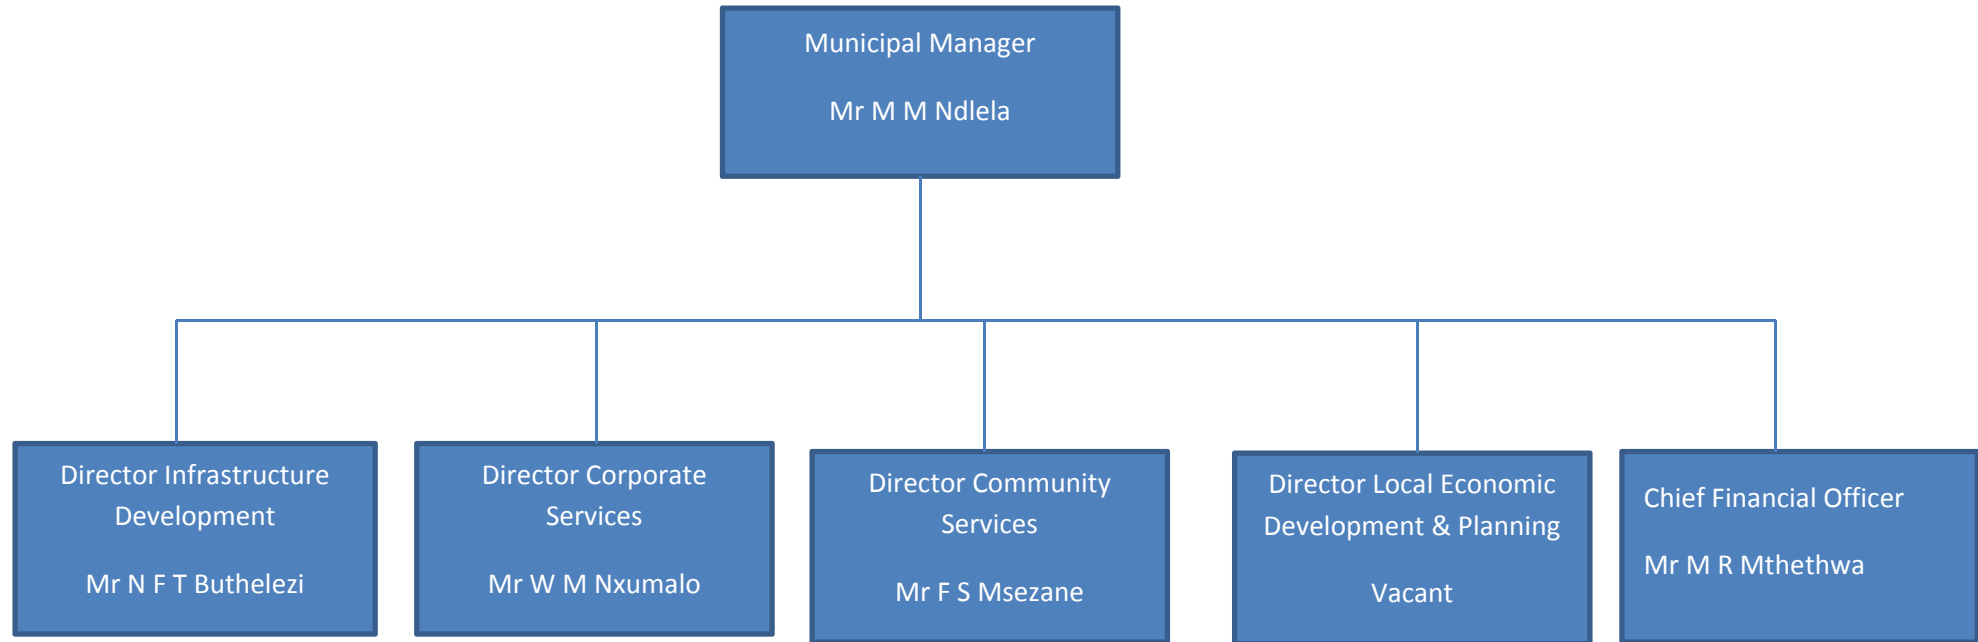 Municipal Manager
Mr M M Ndlela
Director Infrastructure
Development
Mr N F T Buthelezi
Director Corporate
Services
Mr W M Nxumalo
Director Community
Services
Mr F S Msezane
Director Local Economic
Development & Planning
Vacant
Chief Financial Officer
Mr M R Mthethwa